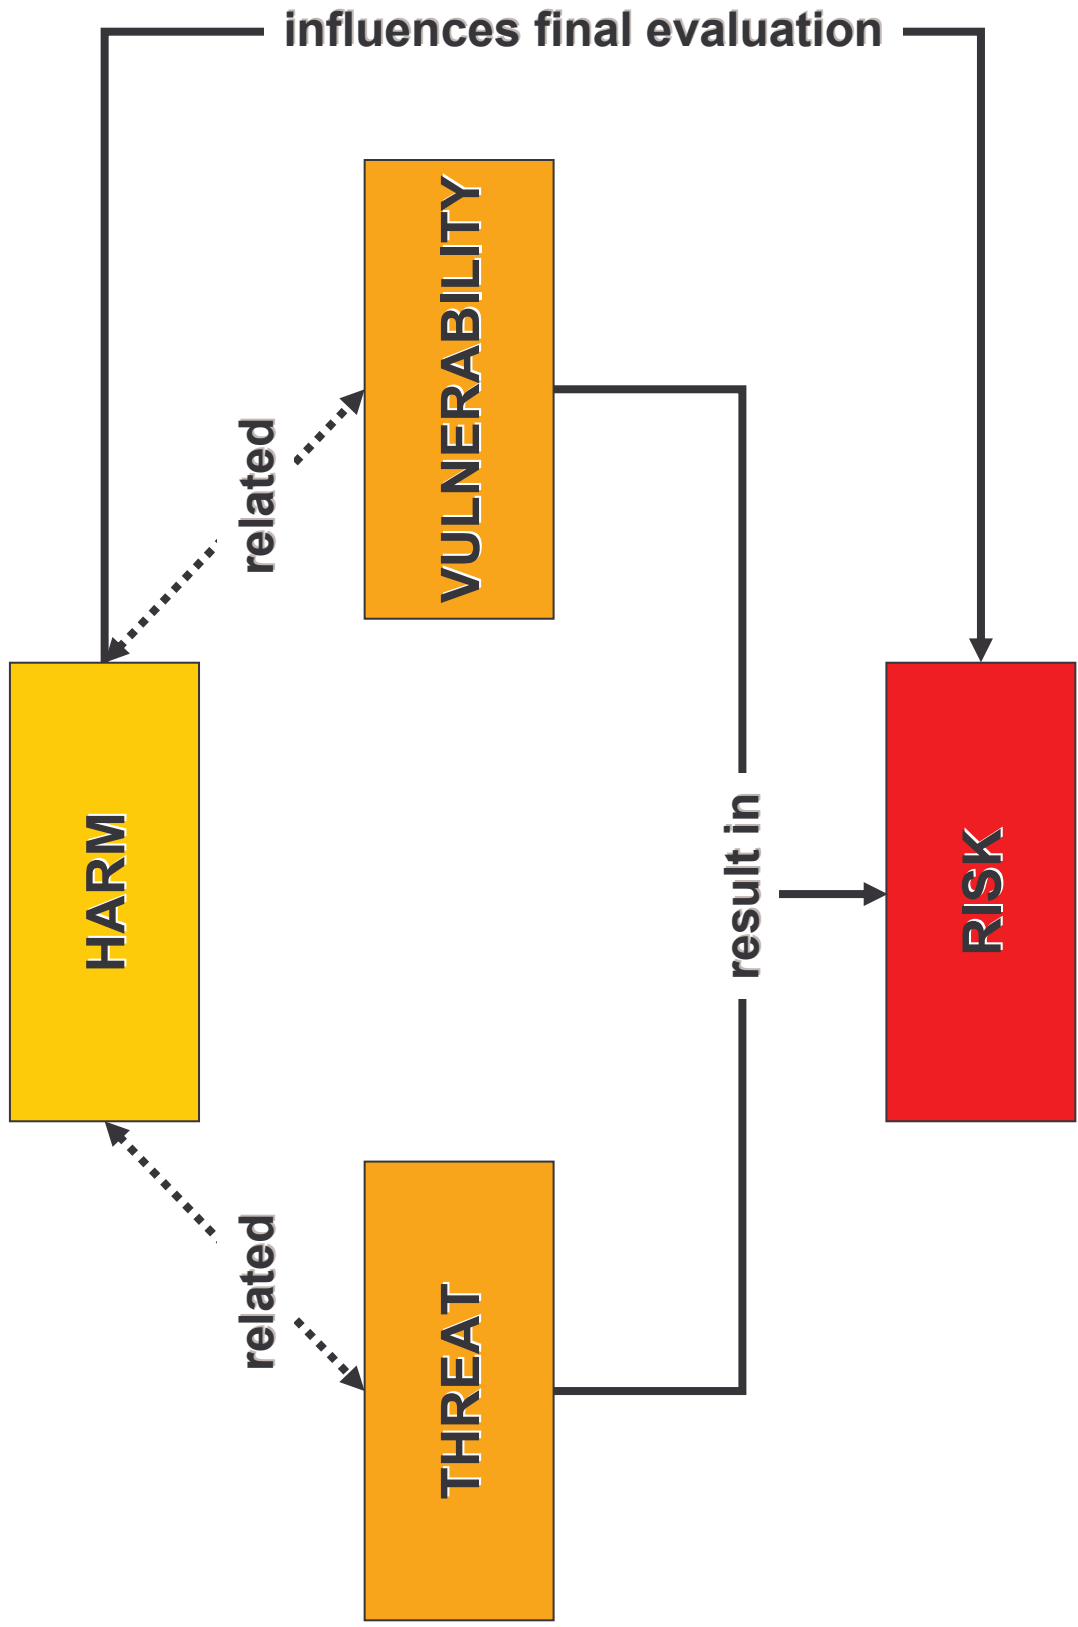 influences final evaluation
VULNERABILITY
related
HARM
result in
RISK
related
THREAT